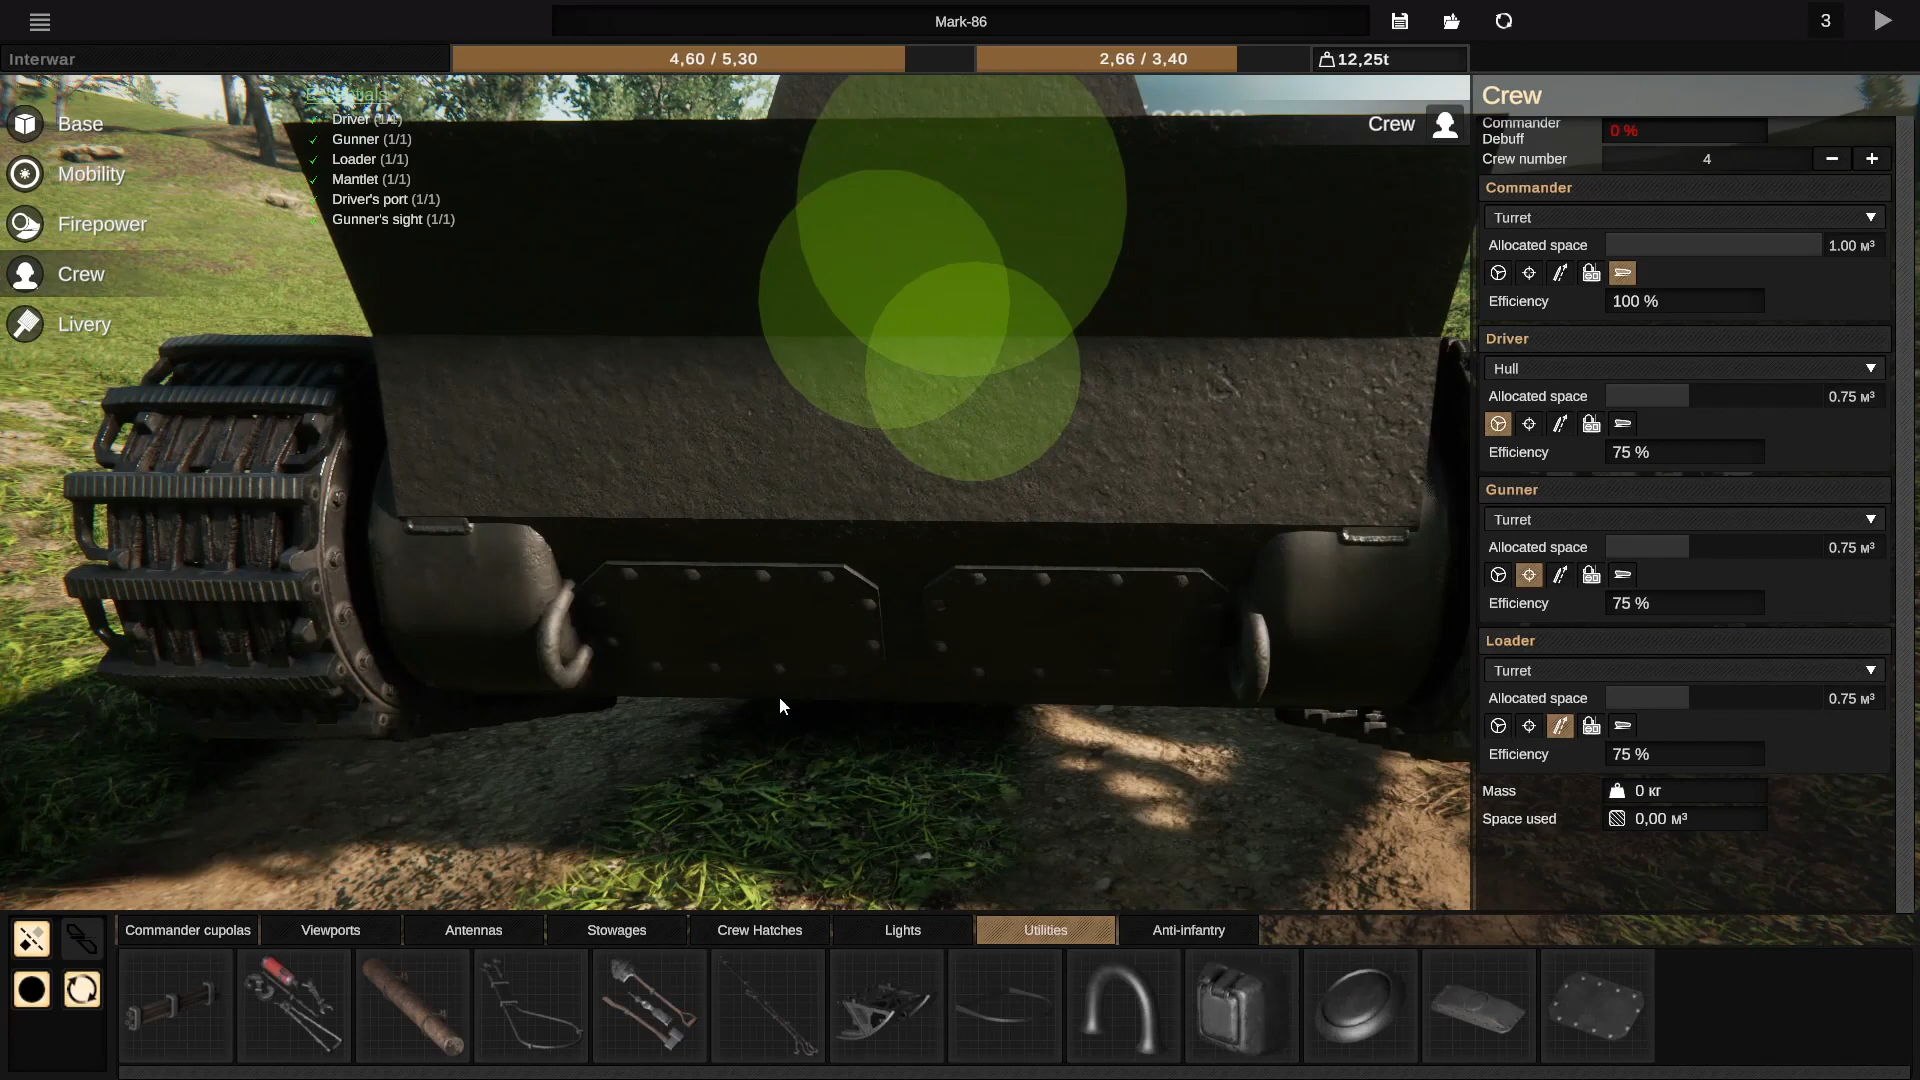 Mark-86
3
Interwar
4,60 / 5,30
2,66 / 3,40
12,25t
Base
Mobility
Firepower
Crew
Livery
Essentials
Driver (1/1)
Gunner (1/1)
Loader (1/1)
Mantlet (1/1)
Driver's port (1/1)
Gunner's sight (1/1)
Crew
Crew
Commander Debuff
0 %
Crew number
4
Commander
Turret
Allocated space
1.00 м³
Efficiency
100 %
Driver
Hull
Allocated space
0.75 м³
Efficiency
75 %
Gunner
Turret
Allocated space
0.75 м³
Efficiency
75 %
Loader
Turret
Allocated space
0.75 м³
Efficiency
75 %
Mass
0 кг
Space used
0,00 м³
Commander cupolas
Viewports
Antennas
Stowages
Crew Hatches
Lights
Utilities
Anti-infantry